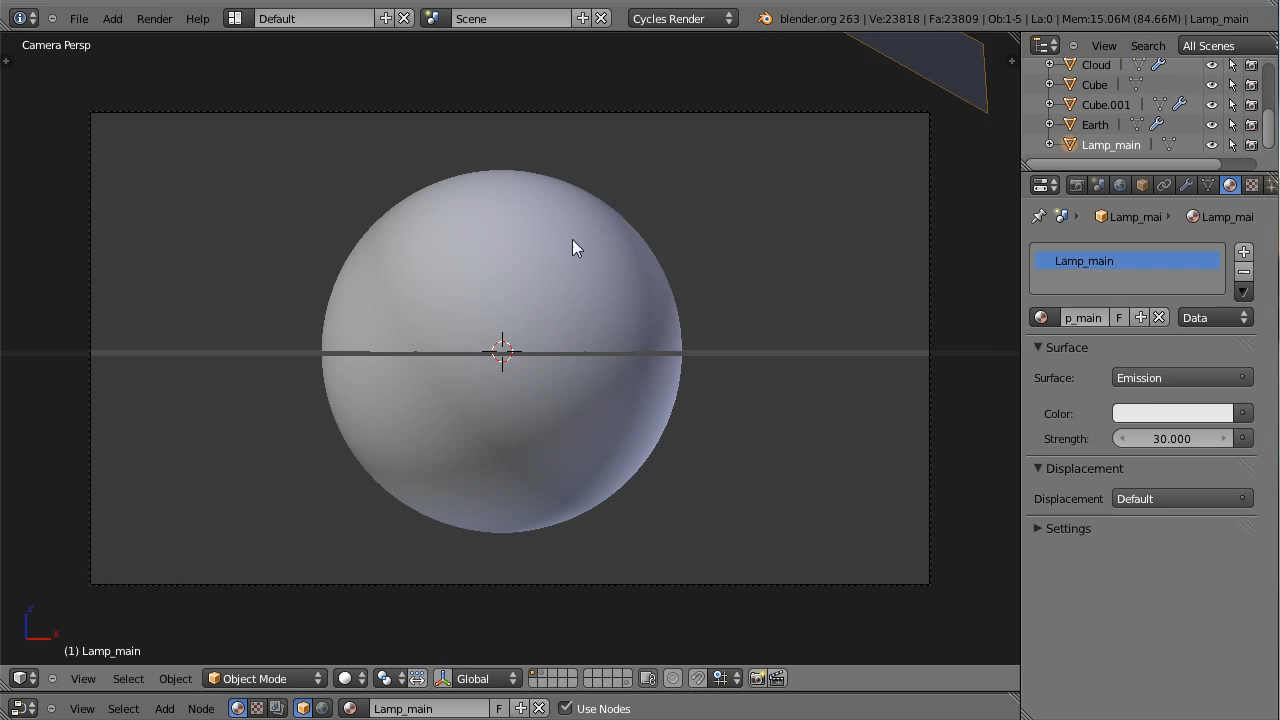 File Add Render Help Default Scene Cycles Render blender.org 263 | Ve:23818 | Fa:23809 | Ob:1-5 | La:0 | Mem:15.06M (84.66M) | Lamp_main
Camera Persp
View Search All Scenes
Cloud
Cube
Cube.001
Earth
Lamp_main
Lamp_mai Lamp_mai
Lamp_main
p_main F Data
Surface
Surface: Emission
Color:
Strength: 30.000
Displacement
Displacement Default
Settings
z
x
(1) Lamp_main
View Select Object Object Mode Global
View Select Add Node Lamp_main F Use Nodes